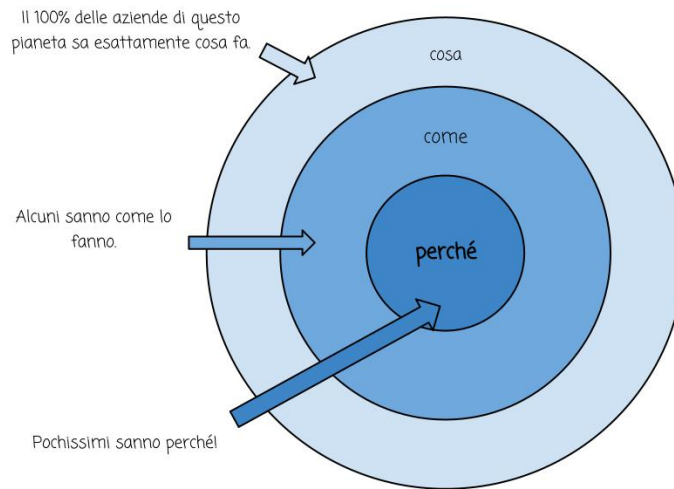 Il 100% delle aziende di questo
pianeta sa esattamente cosa fa.
cosa
come
Alcuni sanno come lo
fanno.
perché
Pochissimi sanno perché!